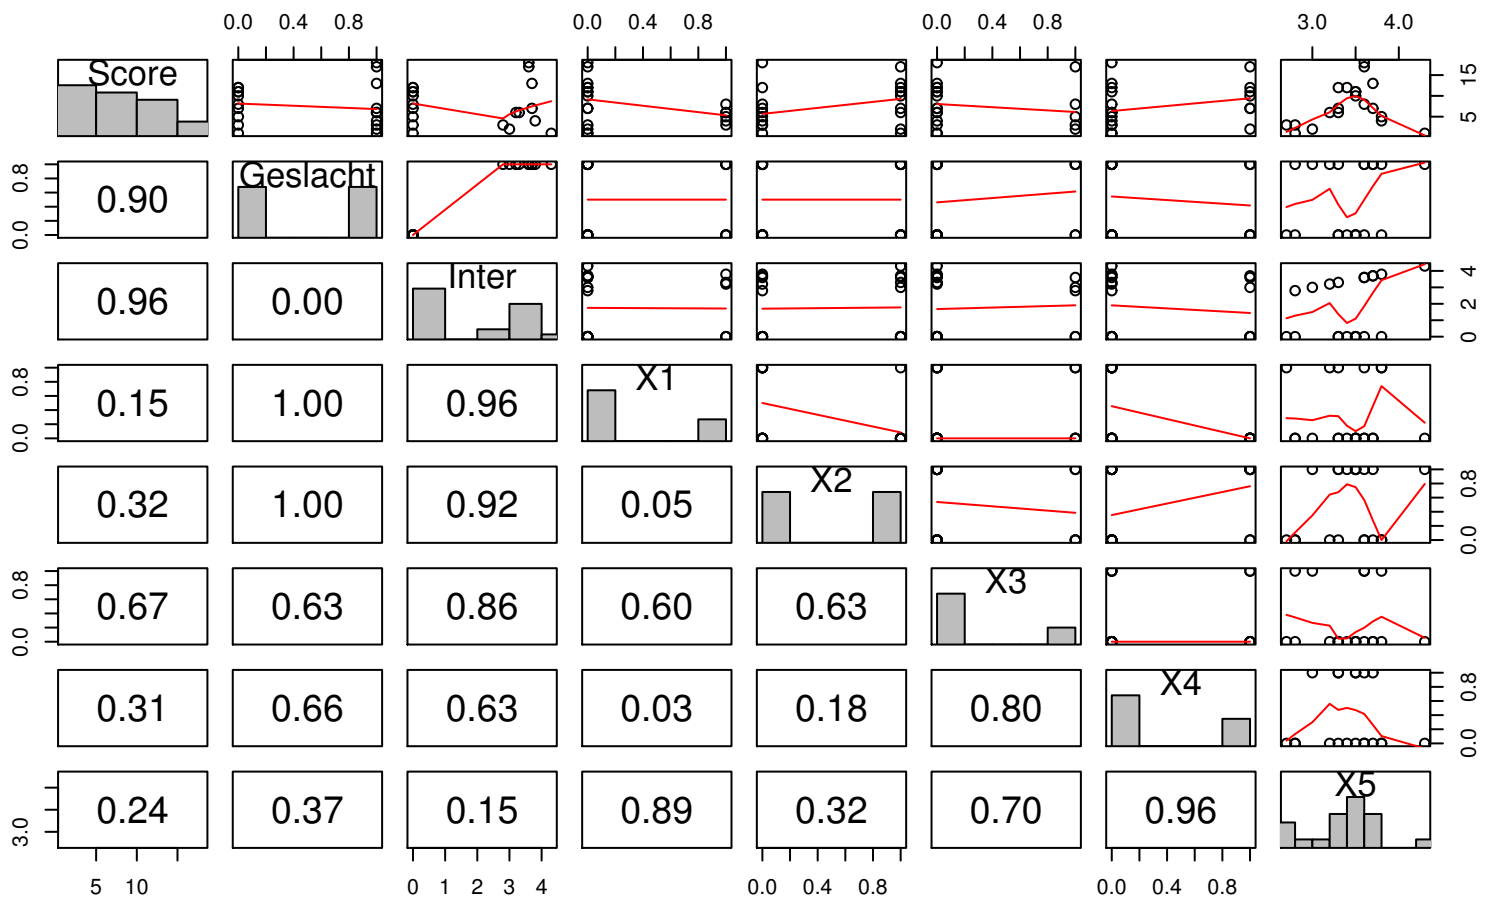 0.0 0.4 0.8 0.0 0.4 0.8 3.0 4.0
Score 5 15
0.0 0.8 0.90 Geslacht
0.96 0.00 Inter 0 2 4
0.0 0.8 0.15 1.00 0.96 X1
0.32 1.00 0.92 0.05 X2 0.0 0.8
0.0 0.8 0.67 0.63 0.86 0.60 0.63 X3
0.31 0.66 0.63 0.03 0.18 0.80 X4 0.0 0.8
3.0 0.24 0.37 0.15 0.89 0.32 0.70 0.96 X5
5 10 0 1 2 3 4 0.0 0.4 0.8 0.0 0.4 0.8